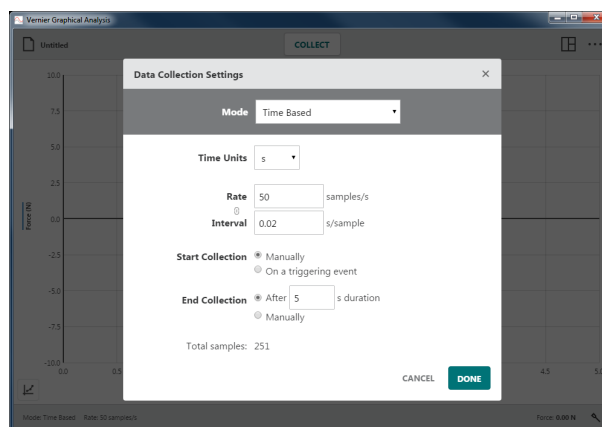 Vernier Graphical Analysis
Untitled
COLLECT
Data Collection Settings
×
Mode Time Based
Time Units s
Rate 50 samples/s
Interval 0.02 s/sample
Start Collection Manually
On a triggering event
End Collection After 5 s duration
Manually
Total samples: 251
CANCEL DONE
Force (N)
10.0
7.5
5.0
2.5
0.0
-2.5
-5.0
-7.5
-10.0
0.0 0.5 4.5 5.0
Mode: Time Based Rate: 50 samples/s Force: 0.00 N